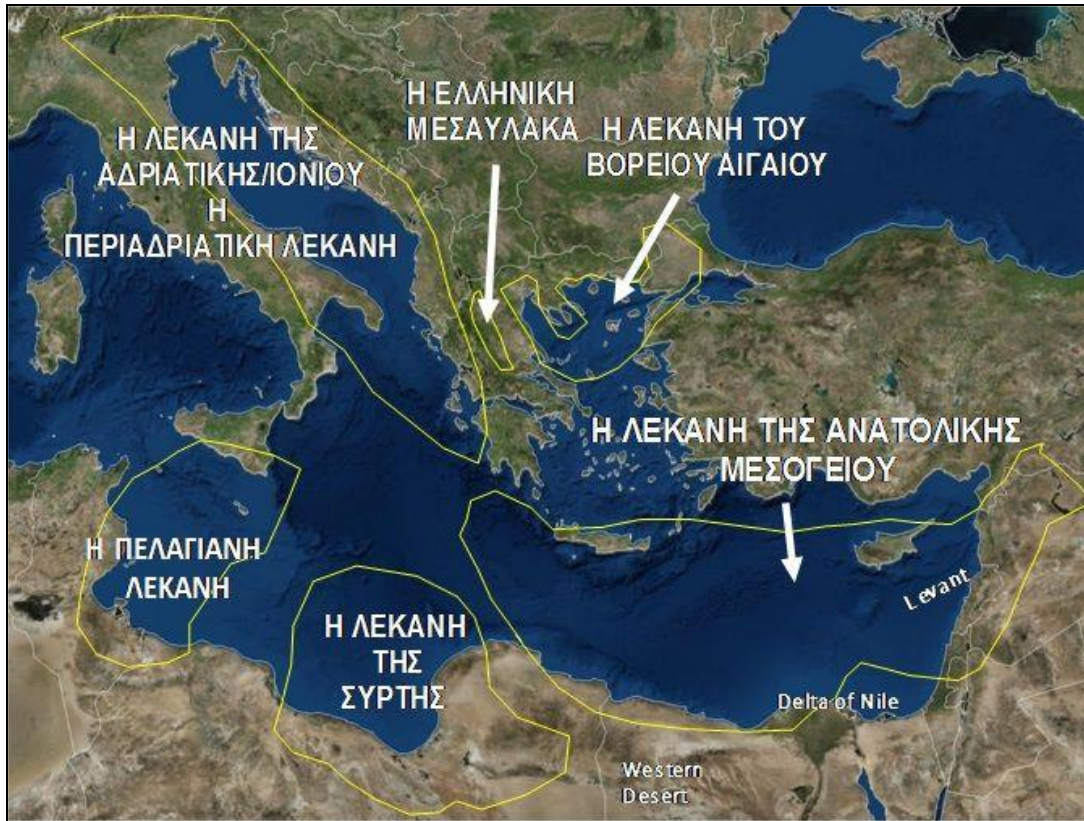 Η ΕΛΛΗΝΙΚΗ
ΜΕΣΑΥΛΑΚΑ
Η ΛΕΚΑΝΗ ΤΟΥ
ΒΟΡΕΙΟΥ ΑΙΓΑΙΟΥ
Η ΛΕΚΑΝΗ ΤΗΣ
ΑΔΡΙΑΤΙΚΗΣ/ΙΟΝΙΟΥ
Η
ΠΕΡΙΑΔΡΙΑΤΙΚΗ ΛΕΚΑΝΗ
Η ΛΕΚΑΝΗ ΤΗΣ ΑΝΑΤΟΛΙΚΗΣ
ΜΕΣΟΓΕΙΟΥ
Η ΠΕΛΑΓΙΑΝΗ
ΛΕΚΑΝΗ
Levant
Η ΛΕΚΑΝΗ
ΤΗΣ
ΣΥΡΤΗΣ
Delta of Nile
Western
Desert